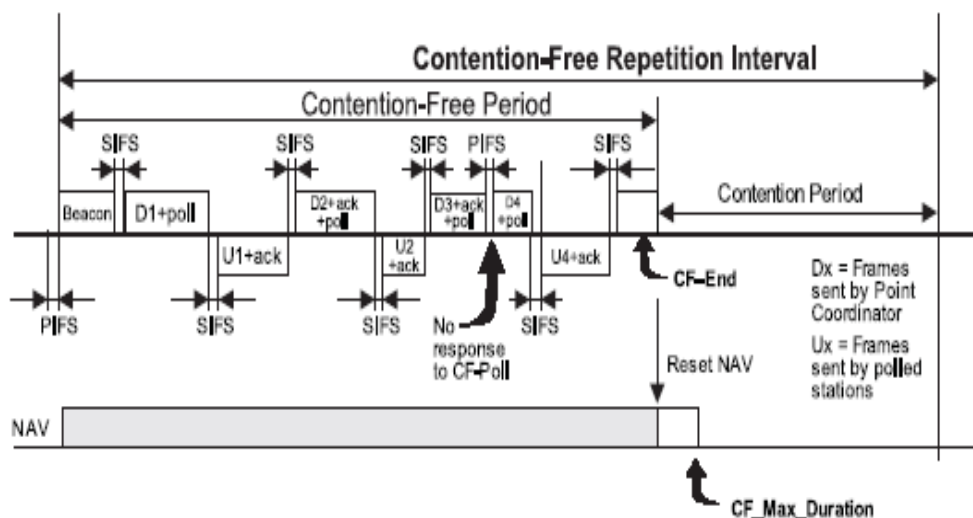 Contention-Free Repetition Interval
Contention-Free Period
SIFS
SIFS
SIFS
PIFS
SIFS
Contention Period
Beacon
D1+poll
D2+ack
+poll
D3+ack
+poll
D4
+poll
U1+ack
U2
+ack
U4+ack
CF-End
PIFS
SIFS
SIFS
SIFS
No
response
to CF-Poll
Dx = Frames
sent by Point
Coordinator
Ux = Frames
sent by polled
stations
Reset NAV
NAV
CF_Max_Duration